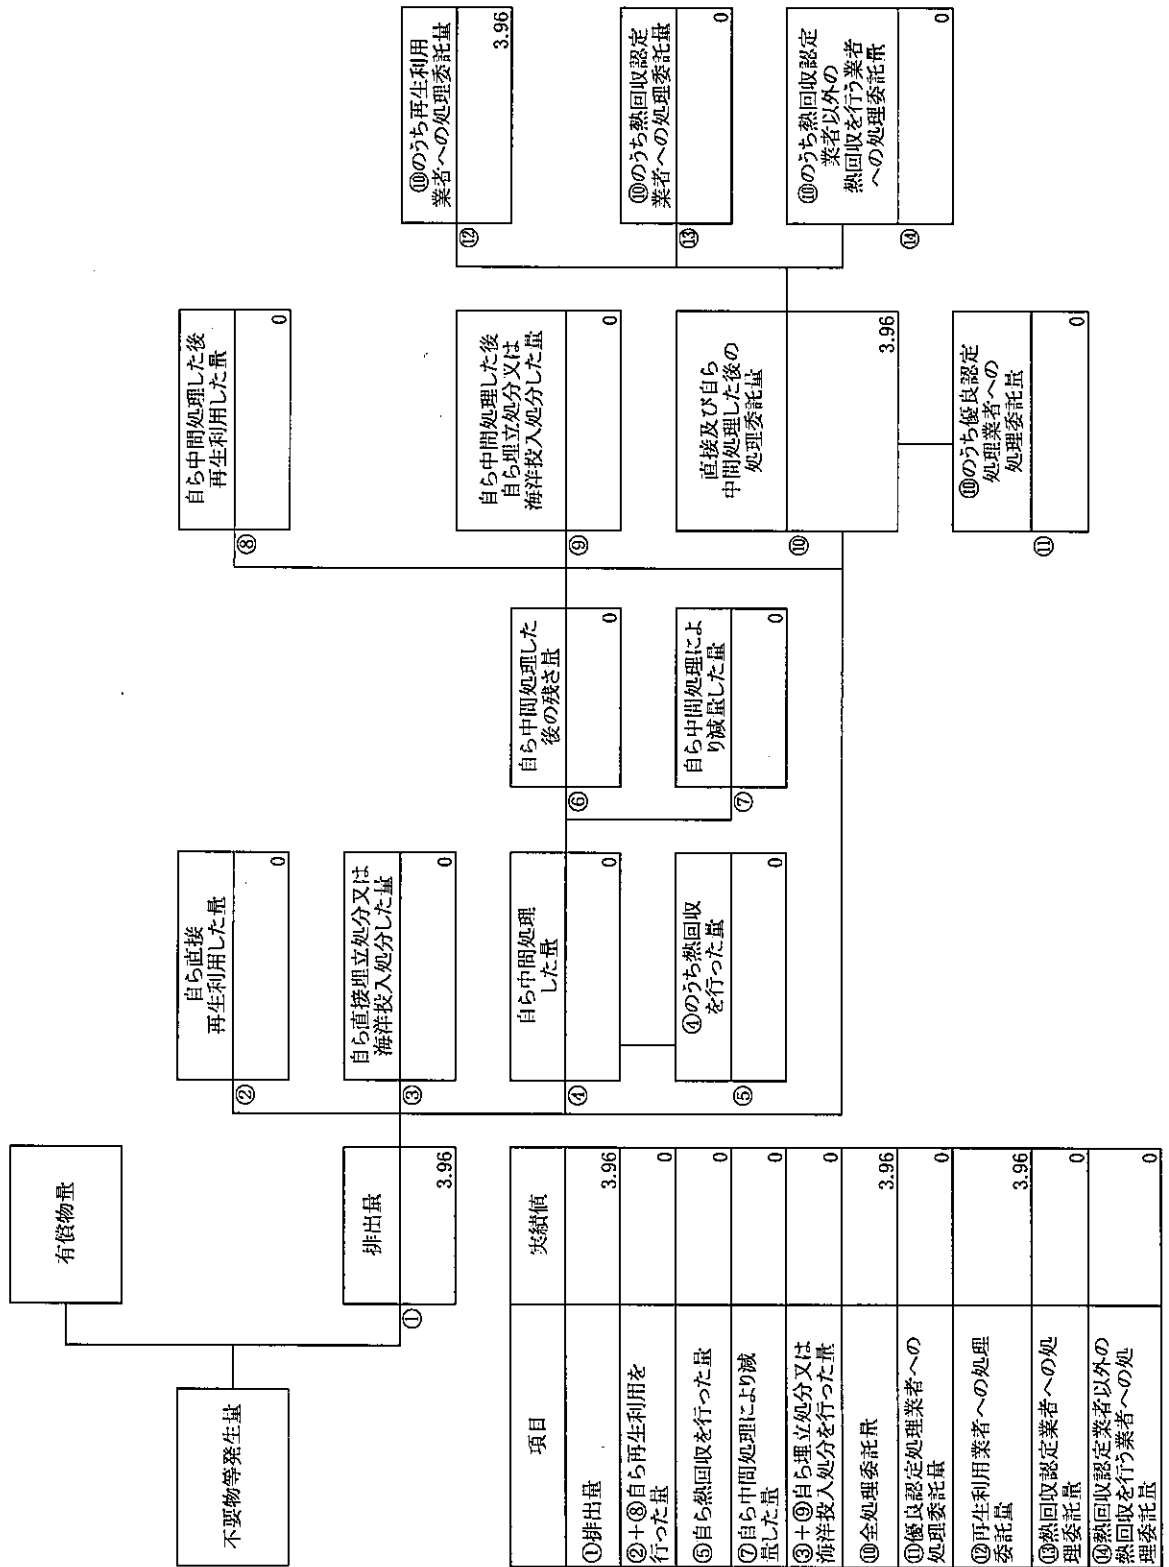 不要物等発生量
有償物量
①
排出量
3.96
②
自ら直接
再生利用した量
0
③
自ら直接埋立処分又は
海洋投入処分した量
0
④
自ら中間処理
した量
0
⑤
④のうち熱回収
を行った量
0
⑥
自ら中間処理した
後の残さ量
0
⑦
自ら中間処理によ
り減量した量
0
⑧
自ら中間処理した後
再生利用した量
0
⑨
自ら中間処理した後
自ら埋立処分又は
海洋投入処分した量
0
⑩
直接及び自ら
中間処理した後の
処理委託量
3.96
⑪
⑩のうち優良認定
処理業者への
処理委託量
0
⑫
⑩のうち再生利用
業者への処理委託量
3.96
⑬
⑩のうち熱回収認定
業者への処理委託量
0
⑭
⑩のうち熱回収認定
業者以外の
熱回収を行う業者
への処理委託量
0
項目 実績値
①排出量 3.96
②+⑧自ら再生利用を
行った量 0
⑤自ら熱回収を行った量 0
⑦自ら中間処理により減
量した量 0
③+⑨自ら埋立処分又は
海洋投入処分を行った量 0
⑩全処理委託量 3.96
⑪優良認定処理業者への
処理委託量 0
⑫再生利用業者への処理
委託量 3.96
⑬熱回収認定業者への処
理委託量 0
⑭熱回収認定業者以外の
熱回収を行う業者への処
理委託量 0